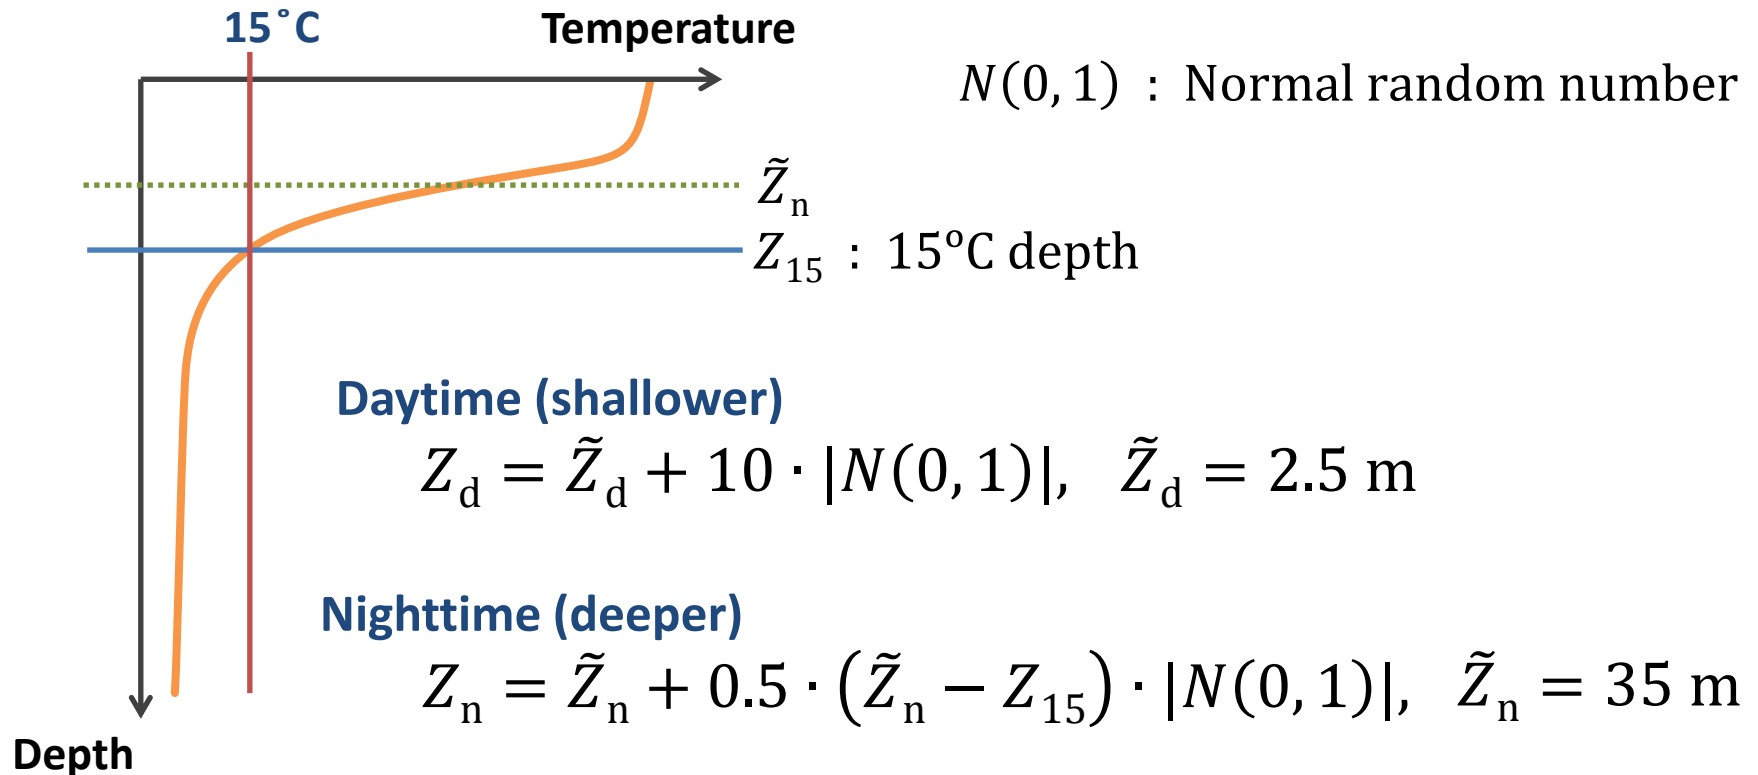 15˚C
Temperature
N(0, 1) : Normal random number
Z̃n
Z15 : 15°C depth
Daytime (shallower)
Zd = Z̃d + 10 · |N(0, 1)|, Z̃d = 2.5 m
Nighttime (deeper)
Zn = Z̃n + 0.5 · (Z̃n − Z15) · |N(0, 1)|, Z̃n = 35 m
Depth